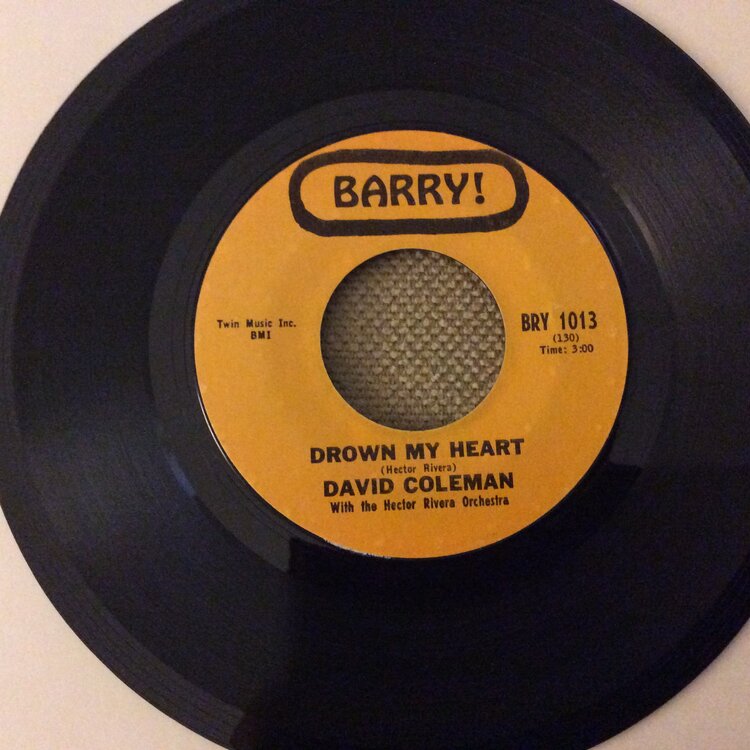 BARRY!
Twin Music Inc.
BMI
BRY 1013
(130)
Time: 3:00
DROWN MY HEART
(Hector Rivera)
DAVID COLEMAN
With the Hector Rivera Orchestra